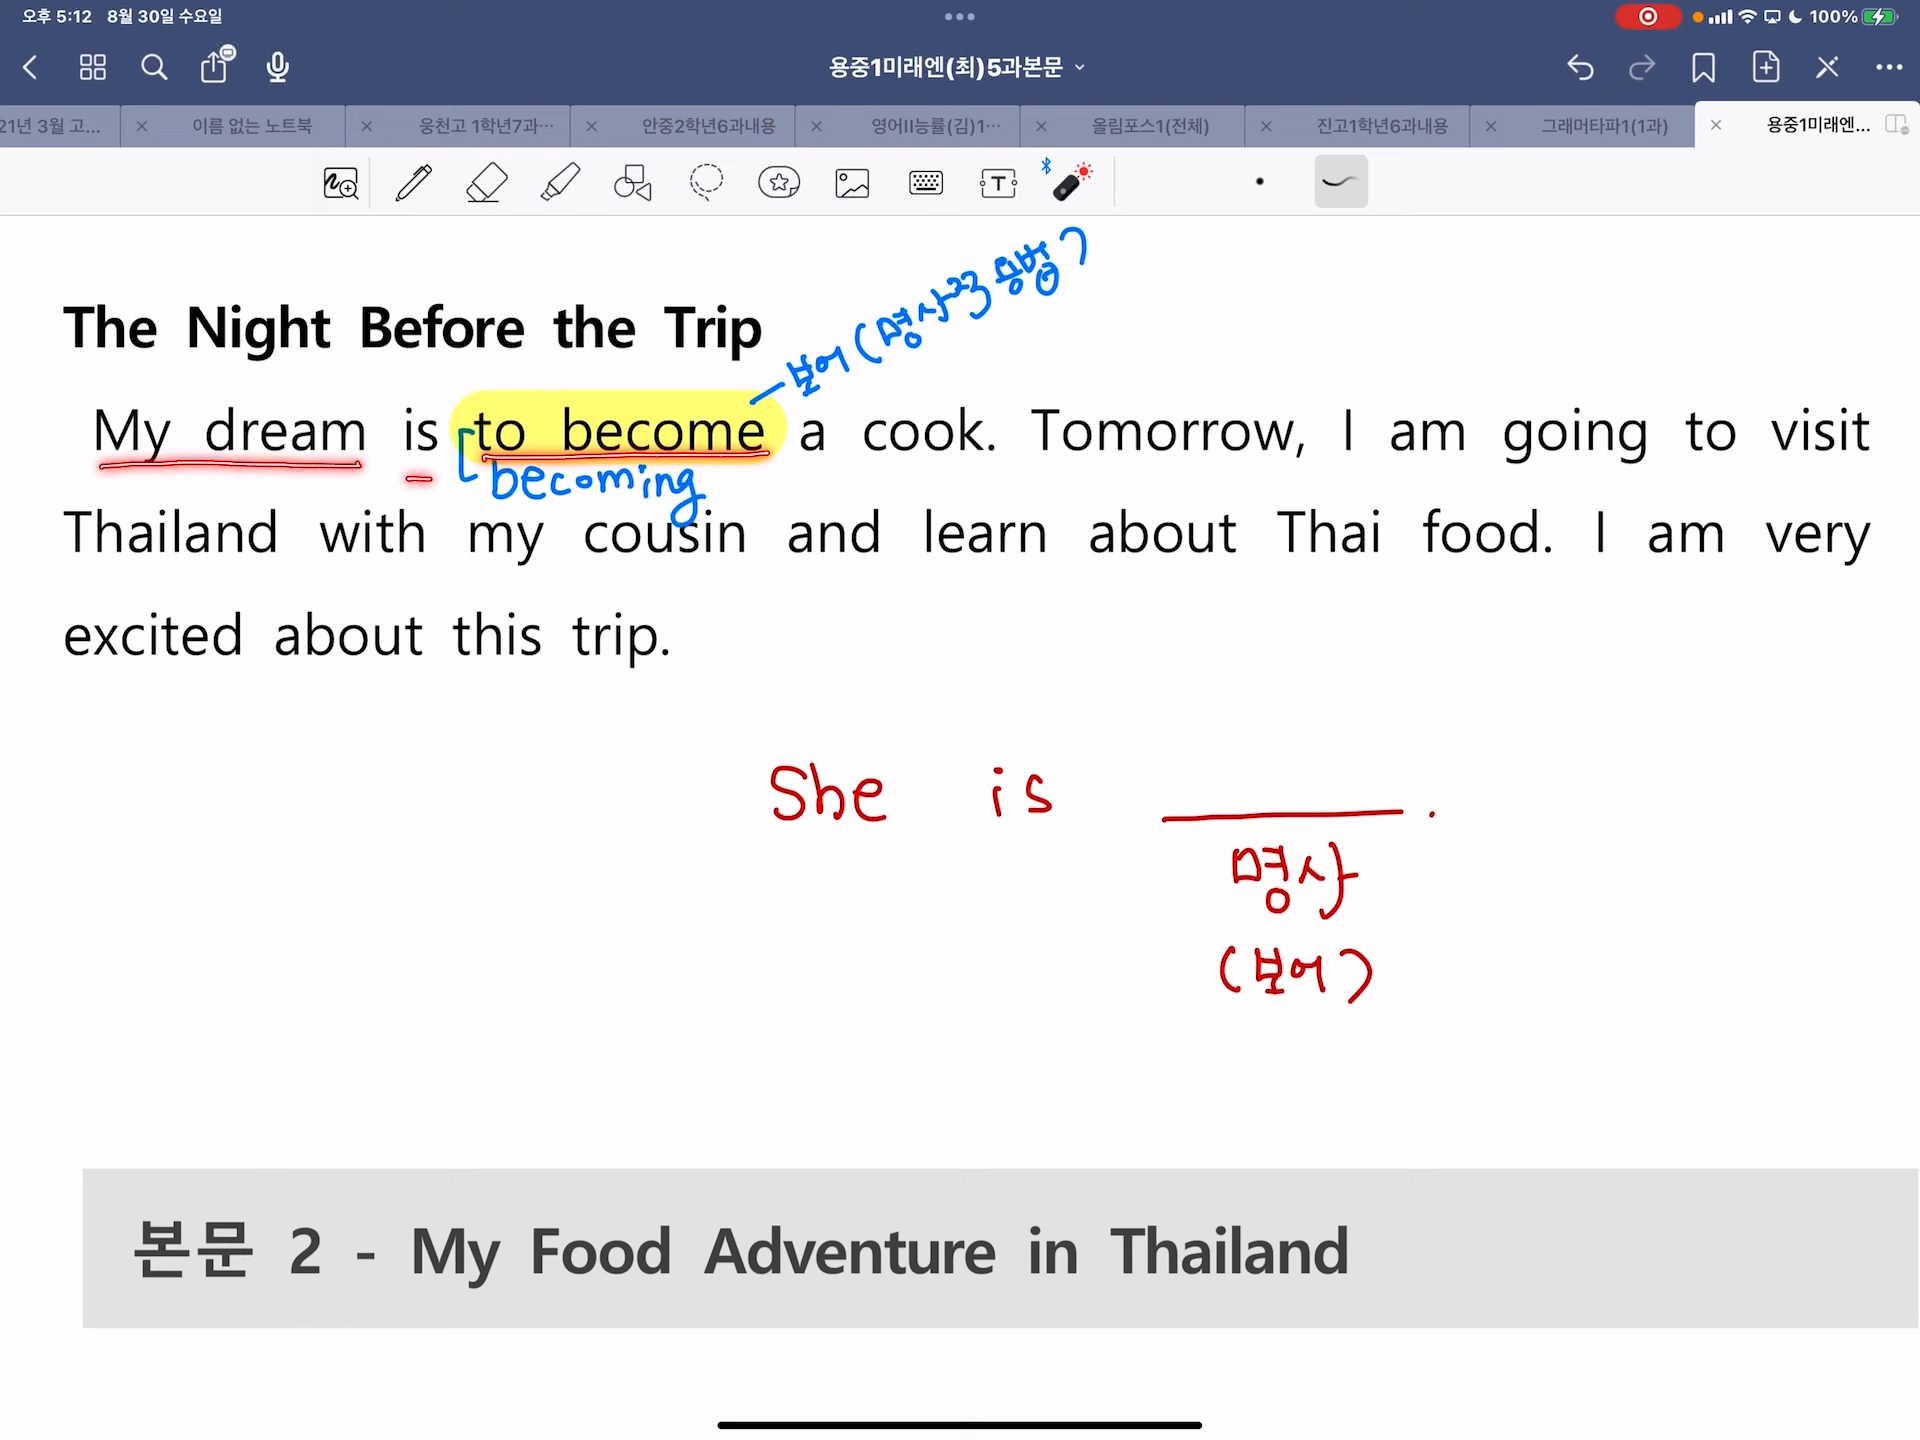 오후 5:12 8월 30일 수요일
100%
용중1미래엔(최)5과본문
21년 3월 고...
이름 없는 노트북
웅천고 1학년7과…
안중2학년6과내용
영어II능률(김)1…
올림포스1(전체)
진고1학년6과내용
그래머타파1(1과)
용중1미래엔...
보어 (명사적 용법)
The Night Before the Trip
My dream is to become a cook. Tomorrow, I am going to visit
becoming
Thailand with my cousin and learn about Thai food. I am very
excited about this trip.
She is ______ .
명사
(보어)
본문 2 - My Food Adventure in Thailand